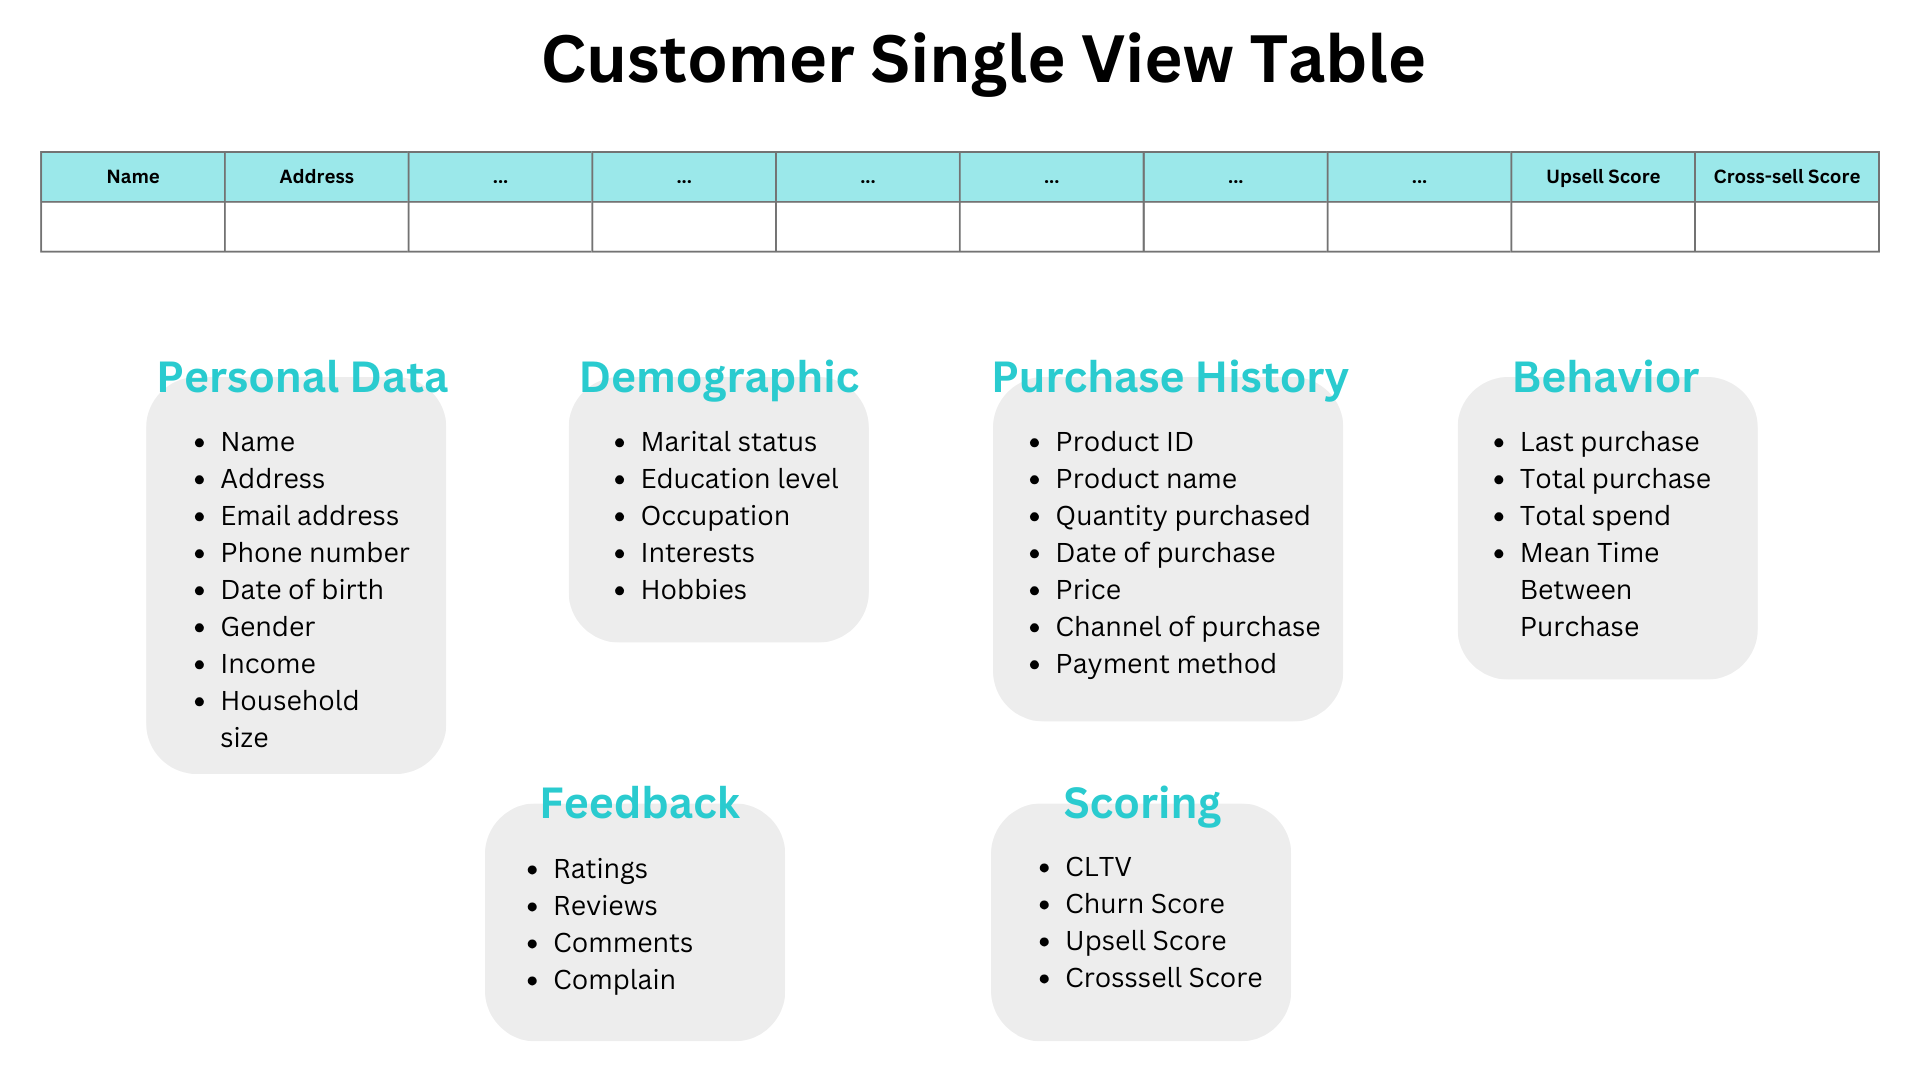 Customer Single View Table
Name Address ... ... ... ... ... ... Upsell Score Cross-sell Score
Personal Data
• Name
• Address
• Email address
• Phone number
• Date of birth
• Gender
• Income
• Household
size
Demographic
• Marital status
• Education level
• Occupation
• Interests
• Hobbies
Purchase History
• Product ID
• Product name
• Quantity purchased
• Date of purchase
• Price
• Channel of purchase
• Payment method
Behavior
• Last purchase
• Total purchase
• Total spend
• Mean Time
Between
Purchase
Feedback
• Ratings
• Reviews
• Comments
• Complain
Scoring
• CLTV
• Churn Score
• Upsell Score
• Crosssell Score